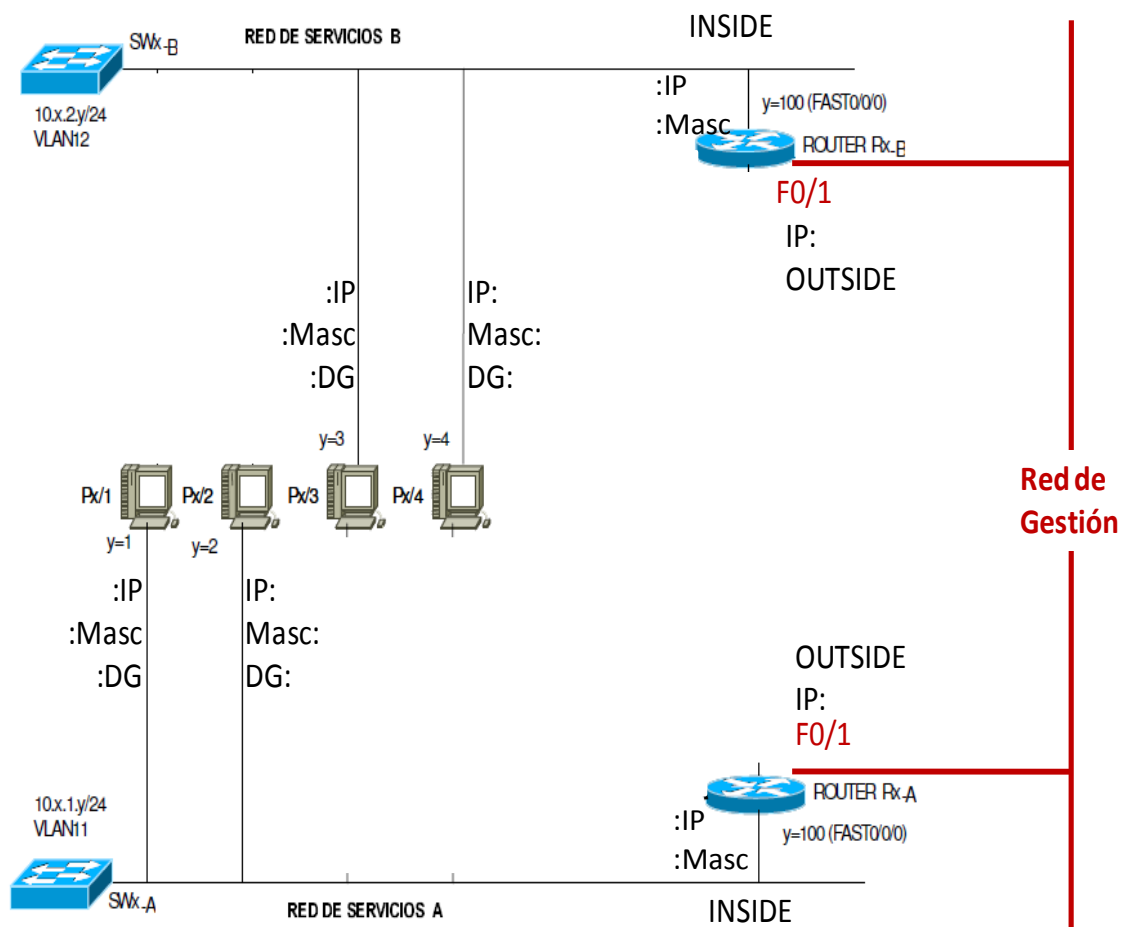 SWx-B
RED DE SERVICIOS B
INSIDE
10.x.2.y/24
VLAN12
:IP
:Masc
y=100 (FAST0/0/0)
ROUTER Rx-B
F0/1
IP:
OUTSIDE
:IP
:Masc
:DG
IP:
Masc:
DG:
y=3
y=4
Px/1
Px/2
Px/3
Px/4
y=1
y=2
Red de
Gestión
:IP
:Masc
:DG
IP:
Masc:
DG:
OUTSIDE
IP:
F0/1
ROUTER Rx-A
y=100 (FAST0/0/0)
:IP
:Masc
10.x.1.y/24
VLAN11
SWx-A
RED DE SERVICIOS A
INSIDE